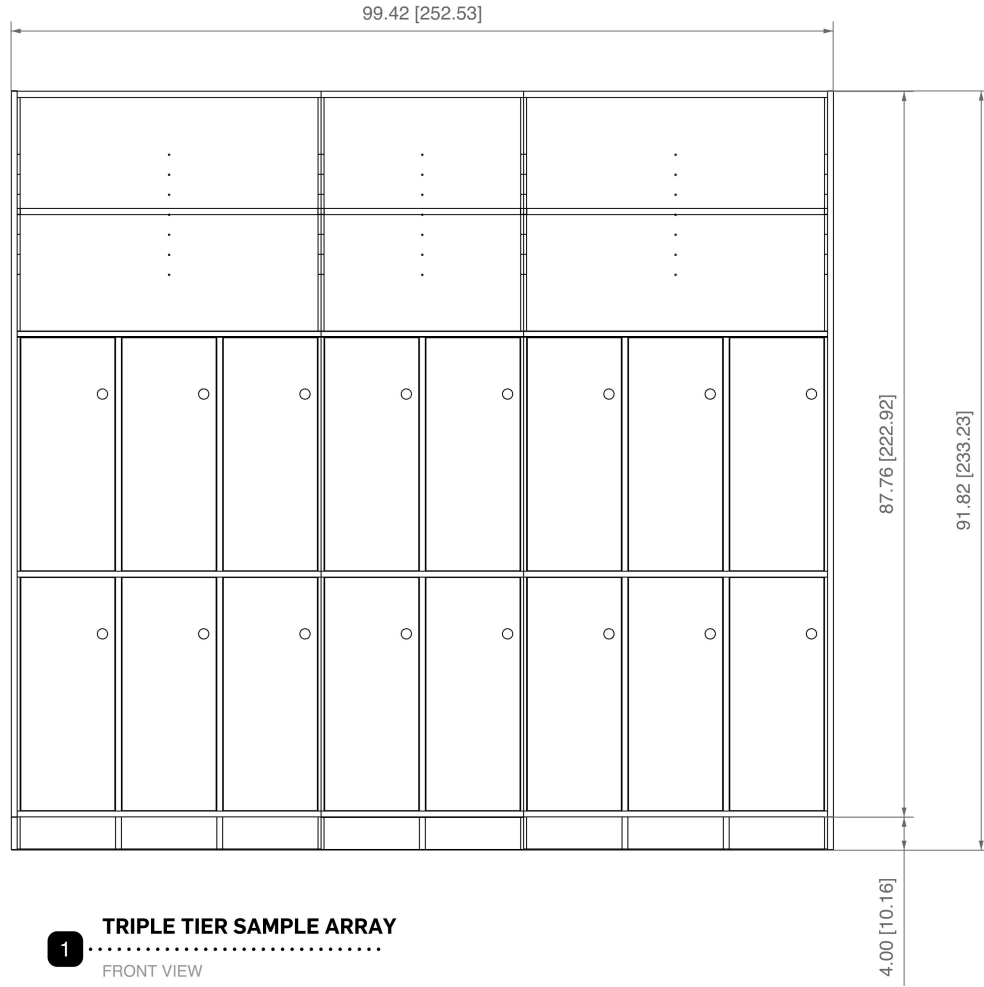 99.42 [252.53]
87.76 [222.92]
91.82 [233.23]
4.00 [10.16]
1
TRIPLE TIER SAMPLE ARRAY
FRONT VIEW